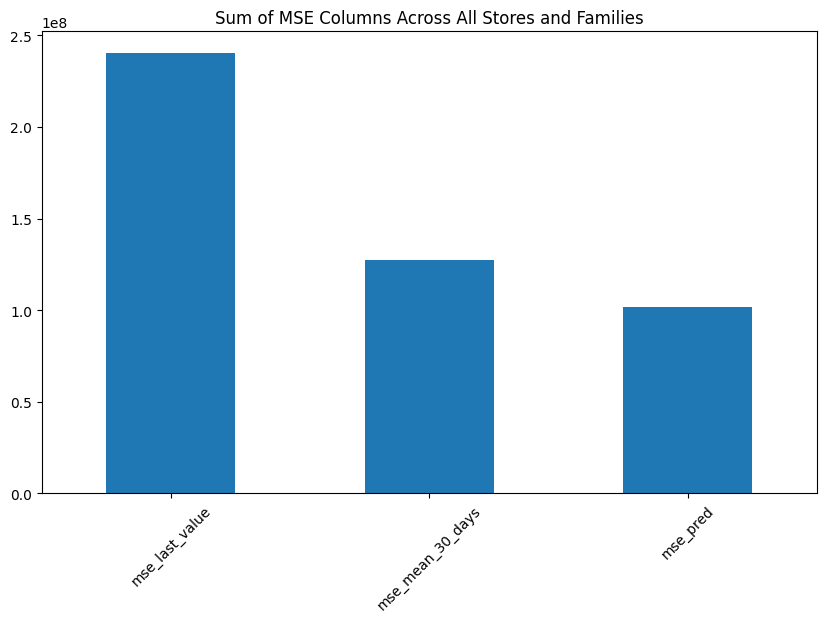 Sum of MSE Columns Across All Stores and Families
1e8
2.5
2.0
1.5
1.0
0.5
0.0
mse_last_value
mse_mean_30_days
mse_pred